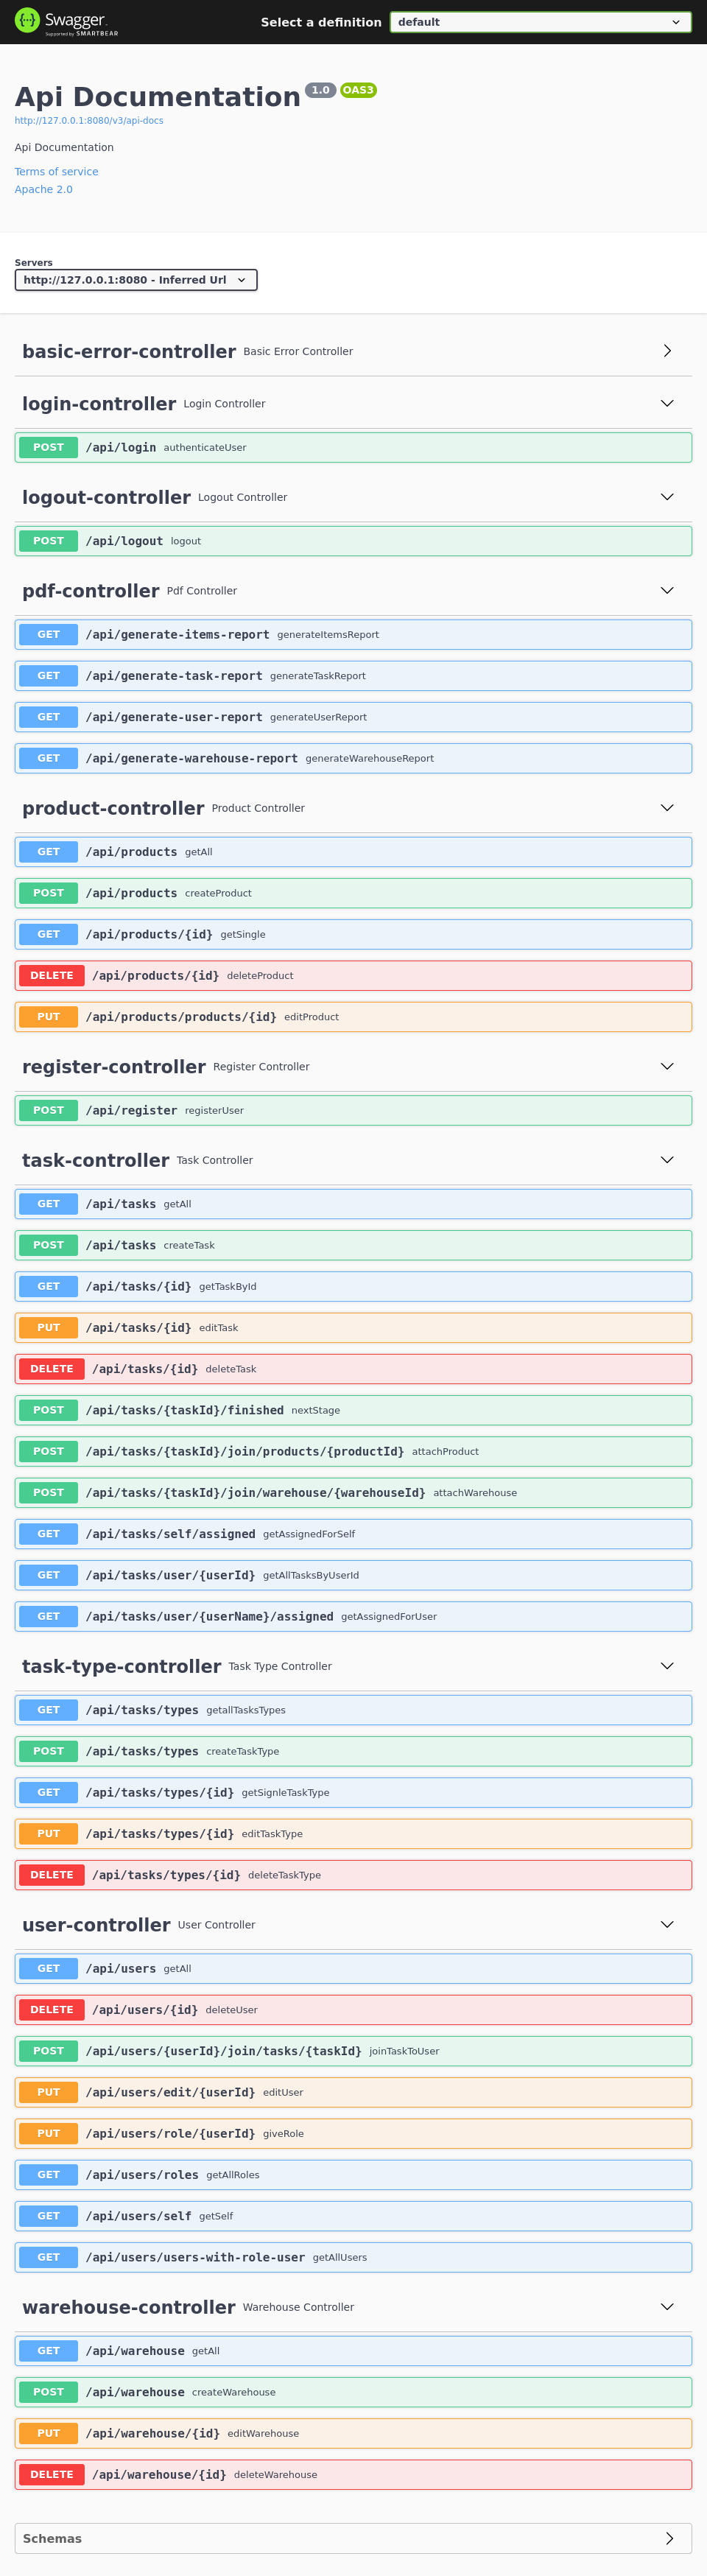 Swagger.
Supported by SMARTBEAR
Select a definition
default
Api Documentation 1.0 OAS3
http://127.0.0.1:8080/v3/api-docs
Api Documentation
Terms of service
Apache 2.0
Servers
http://127.0.0.1:8080 - Inferred Url
basic-error-controller Basic Error Controller
login-controller Login Controller
POST /api/login authenticateUser
logout-controller Logout Controller
POST /api/logout logout
pdf-controller Pdf Controller
GET /api/generate-items-report generateItemsReport
GET /api/generate-task-report generateTaskReport
GET /api/generate-user-report generateUserReport
GET /api/generate-warehouse-report generateWarehouseReport
product-controller Product Controller
GET /api/products getAll
POST /api/products createProduct
GET /api/products/{id} getSingle
DELETE /api/products/{id} deleteProduct
PUT /api/products/products/{id} editProduct
register-controller Register Controller
POST /api/register registerUser
task-controller Task Controller
GET /api/tasks getAll
POST /api/tasks createTask
GET /api/tasks/{id} getTaskById
PUT /api/tasks/{id} editTask
DELETE /api/tasks/{id} deleteTask
POST /api/tasks/{taskId}/finished nextStage
POST /api/tasks/{taskId}/join/products/{productId} attachProduct
POST /api/tasks/{taskId}/join/warehouse/{warehouseId} attachWarehouse
GET /api/tasks/self/assigned getAssignedForSelf
GET /api/tasks/user/{userId} getAllTasksByUserId
GET /api/tasks/user/{userName}/assigned getAssignedForUser
task-type-controller Task Type Controller
GET /api/tasks/types getallTasksTypes
POST /api/tasks/types createTaskType
GET /api/tasks/types/{id} getSignleTaskType
PUT /api/tasks/types/{id} editTaskType
DELETE /api/tasks/types/{id} deleteTaskType
user-controller User Controller
GET /api/users getAll
DELETE /api/users/{id} deleteUser
POST /api/users/{userId}/join/tasks/{taskId} joinTaskToUser
PUT /api/users/edit/{userId} editUser
PUT /api/users/role/{userId} giveRole
GET /api/users/roles getAllRoles
GET /api/users/self getSelf
GET /api/users/users-with-role-user getAllUsers
warehouse-controller Warehouse Controller
GET /api/warehouse getAll
POST /api/warehouse createWarehouse
PUT /api/warehouse/{id} editWarehouse
DELETE /api/warehouse/{id} deleteWarehouse
Schemas